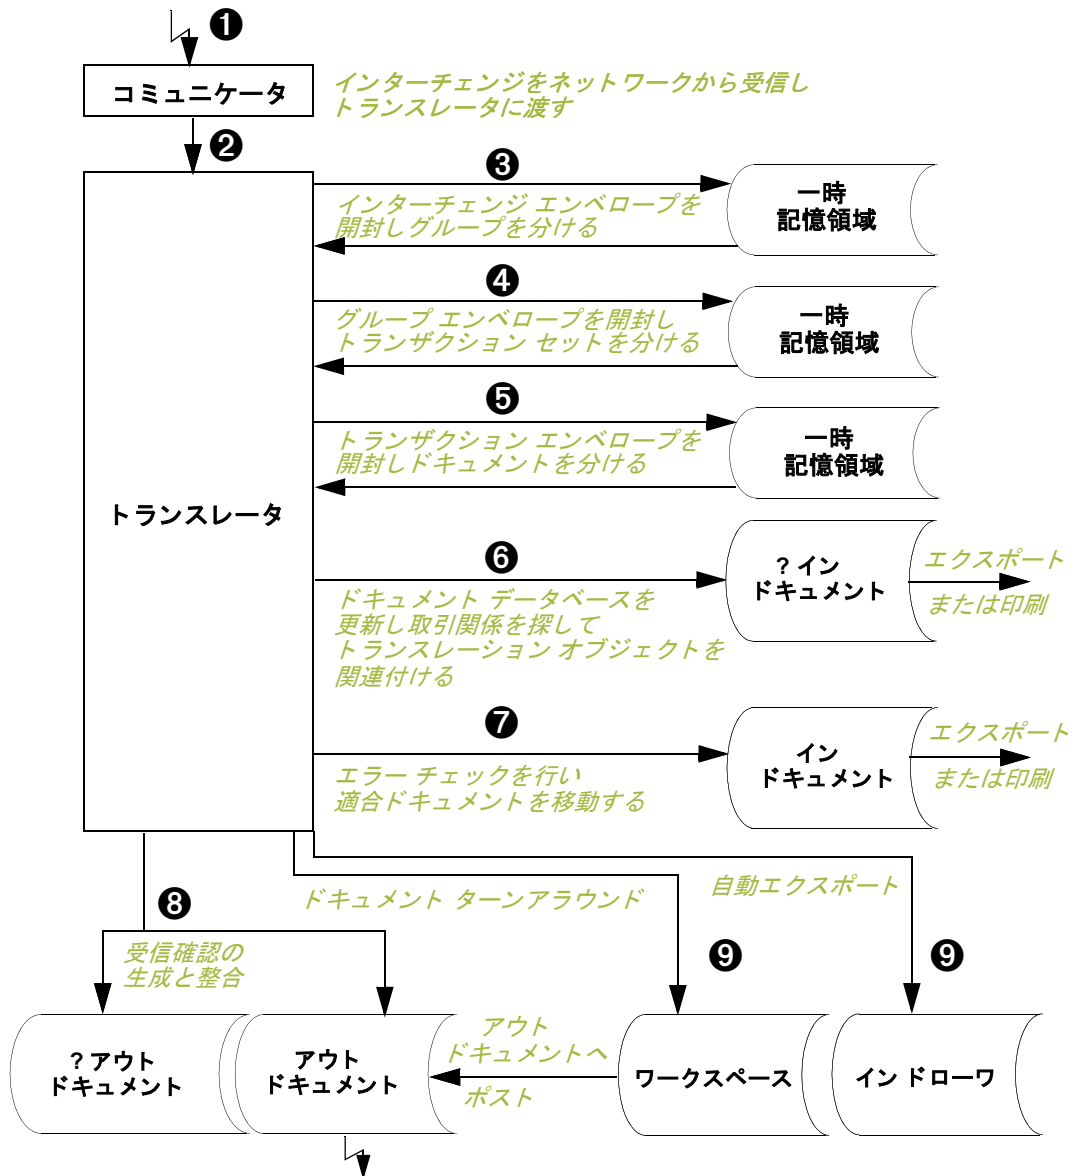 ❶
コミュニケータ
インターチェンジをネットワークから受信し
トランスレータに渡す
❷
❸
インターチェンジ エンベロープを
開封しグループを分ける
一時
記憶領域
❹
グループ エンベロープを開封し
トランザクション セットを分ける
一時
記憶領域
❺
トランザクション エンベロープを
開封しドキュメントを分ける
一時
記憶領域
トランスレータ
❻
ドキュメント データベースを
更新し取引関係を探して
トランスレーション オブジェクトを
関連付ける
? イン
ドキュメント
エクスポート
または印刷
❼
エラー チェックを行い
適合ドキュメントを移動する
イン
ドキュメント
エクスポート
または印刷
❽
受信確認の
生成と整合
ドキュメント ターンアラウンド
❾
自動エクスポート
❾
? アウト
ドキュメント
アウト
ドキュメント
アウト
ドキュメントへ
ポスト
ワークスペース
イン ドローワ